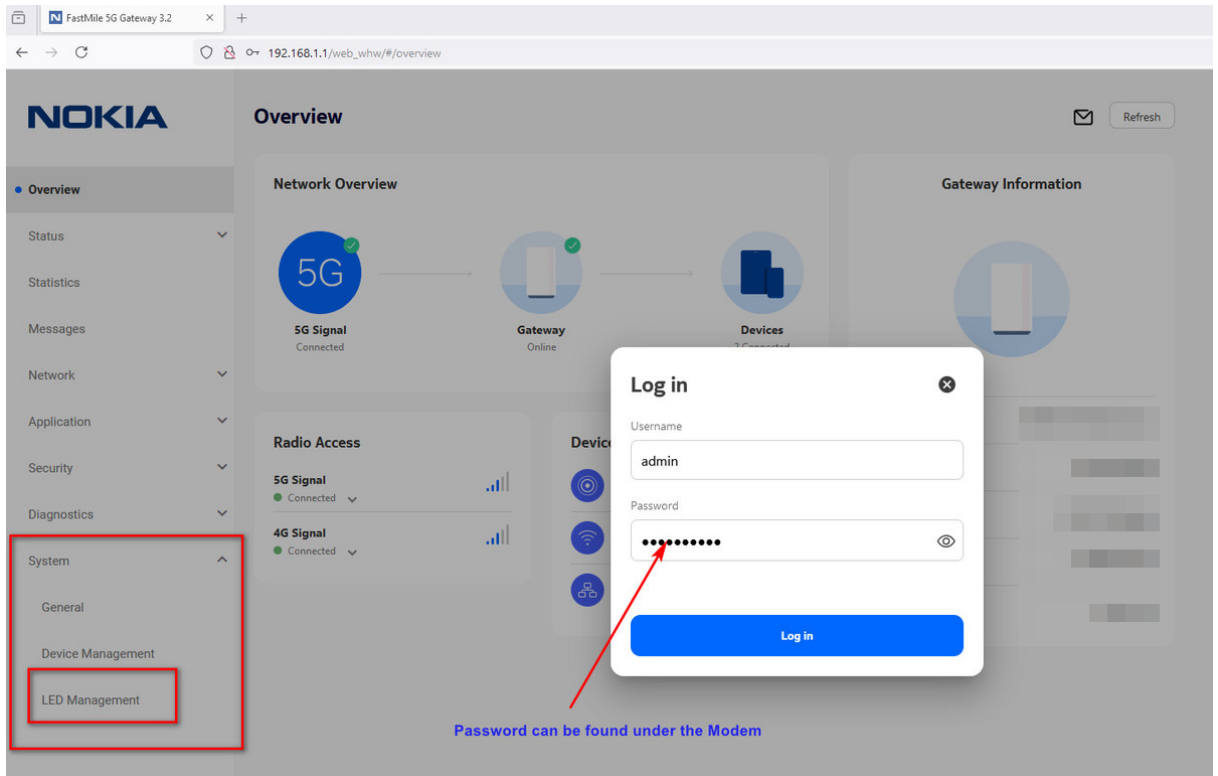 FastMile 5G Gateway 3.2
192.168.1.1/web_whw/#/overview
NOKIA
Overview
Refresh
Overview
Status
Statistics
Messages
Network
Application
Security
Diagnostics
System
General
Device Management
LED Management
Network Overview
5G
5G Signal
Connected
Gateway
Online
Devices
2 Connected
Gateway Information
Radio Access
5G Signal
Connected
4G Signal
Connected
Device
Log in
Username
admin
Password
Log in
Password can be found under the Modem